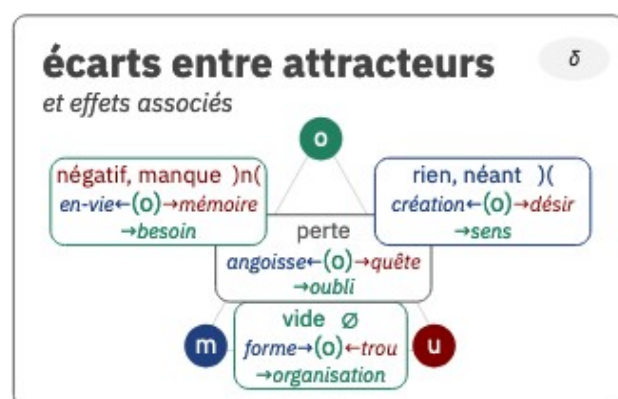 écarts entre attracteurs
δ
et effets associés
o
négatif, manque )n(
en-vie←(o)→mémoire
→besoin
rien, néant )(
création←(o)→désir
→sens
perte
angoisse←(o)→quête
→oubli
m
vide ∅
forme→(o)←trou
→organisation
u